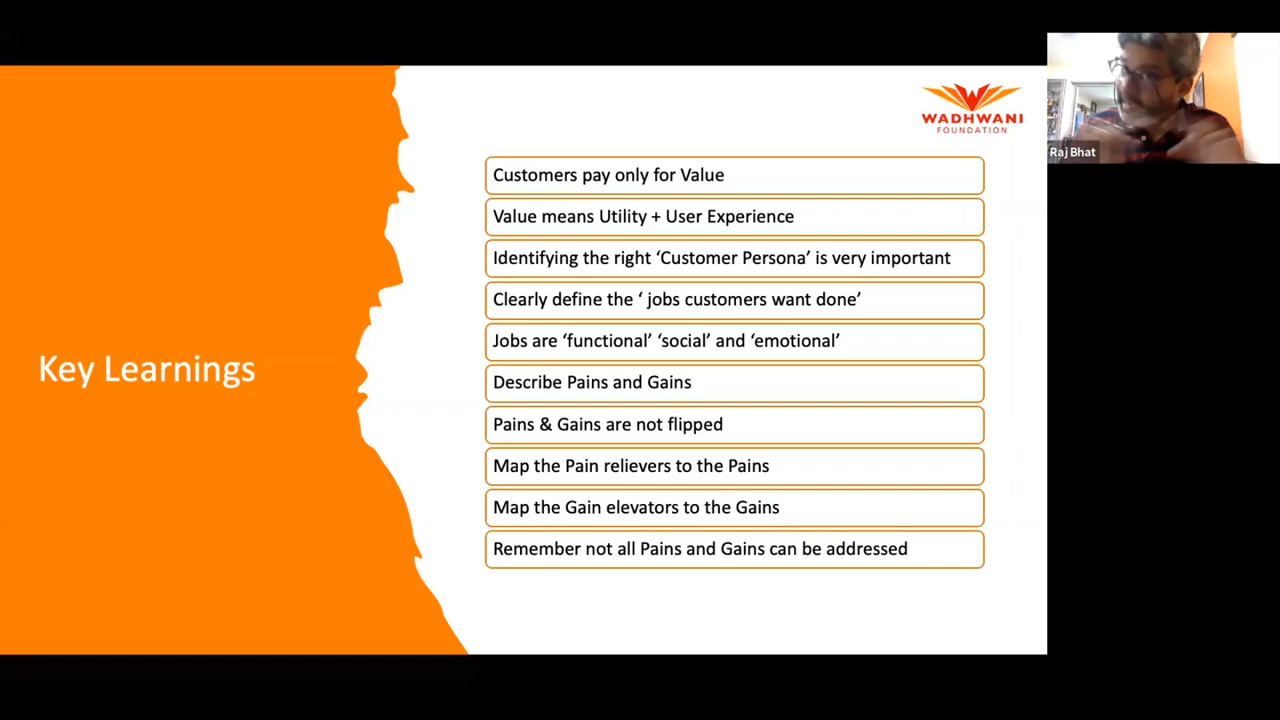 WADHWANI
FOUNDATION
Raj Bhat
Key Learnings
Customers pay only for Value
Value means Utility + User Experience
Identifying the right ‘Customer Persona’ is very important
Clearly define the ‘ jobs customers want done’
Jobs are ‘functional’ ‘social’ and ‘emotional’
Describe Pains and Gains
Pains & Gains are not flipped
Map the Pain relievers to the Pains
Map the Gain elevators to the Gains
Remember not all Pains and Gains can be addressed